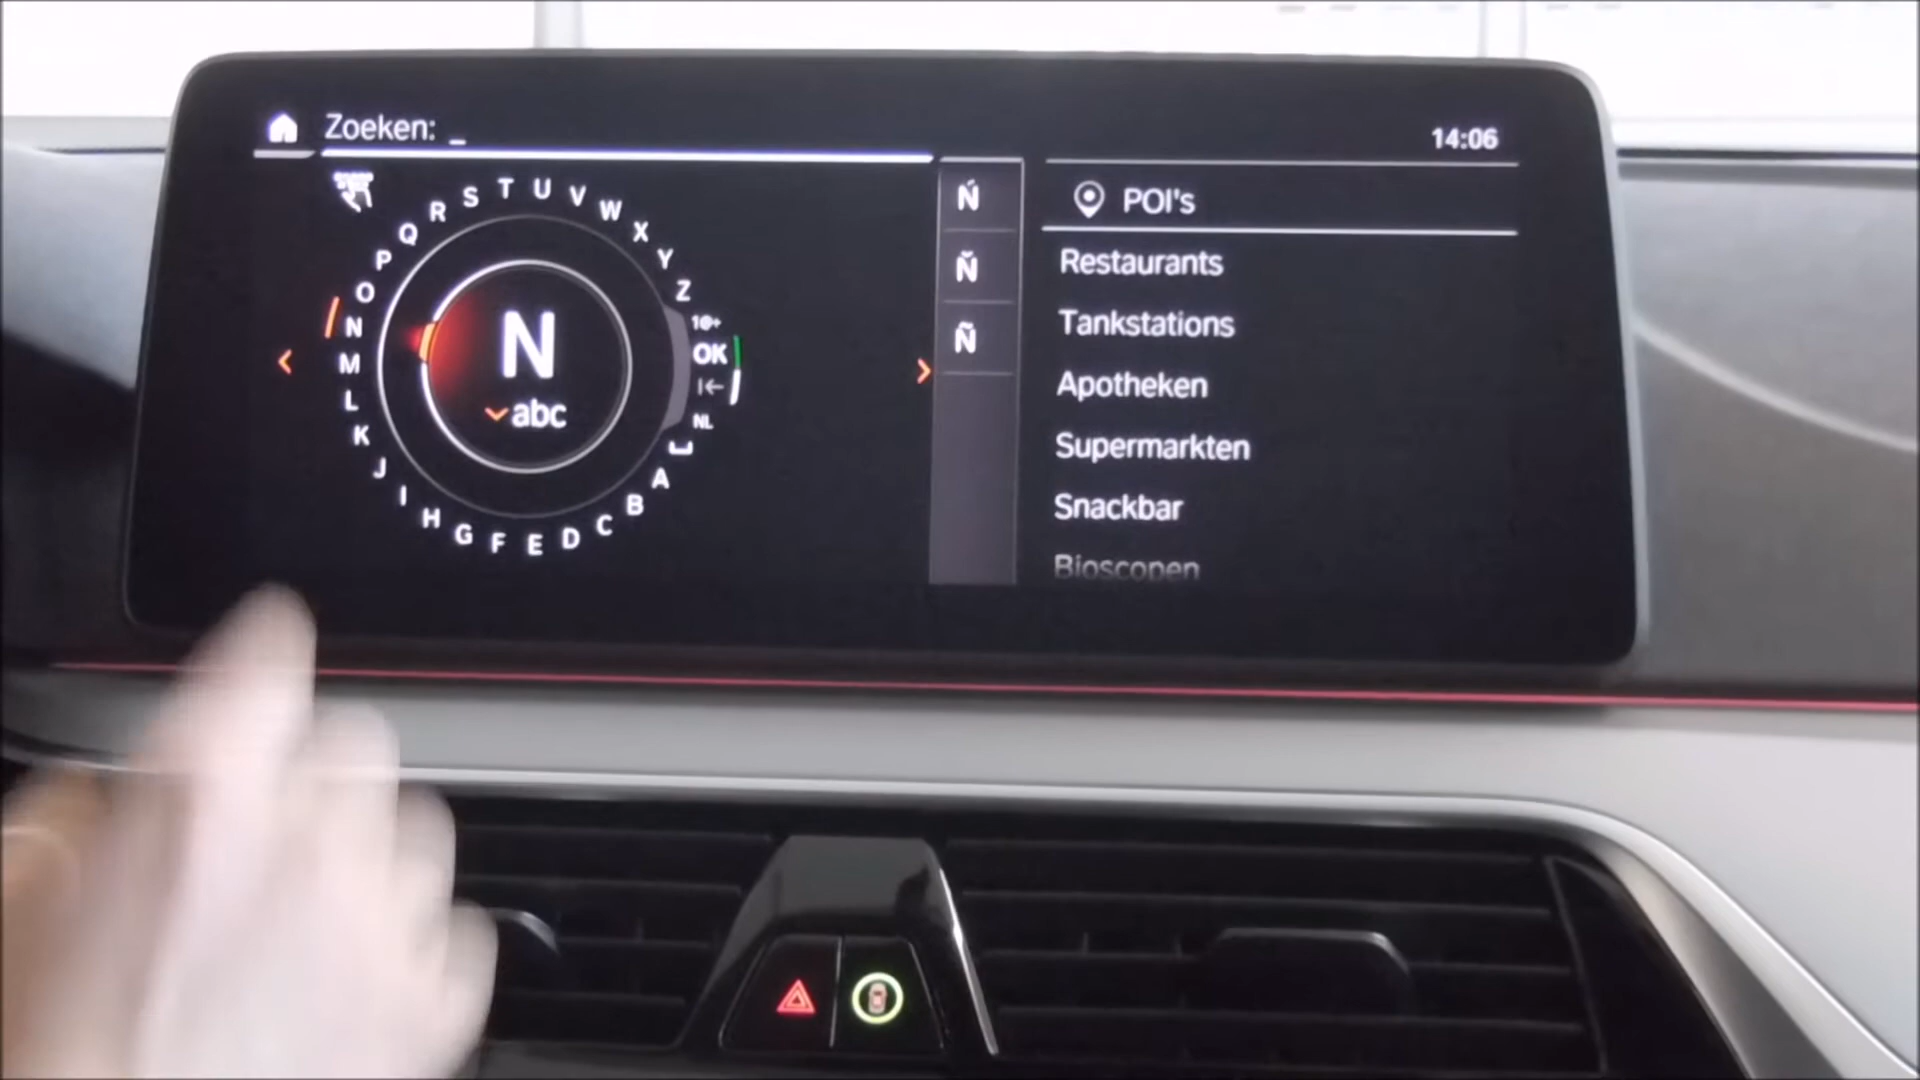 Zoeken: _
14:06
A
B
C
D
E
F
G
H
I
J
K
L
M
N
O
P
Q
R
S
T
U
V
W
X
Y
Z
OK
NL
N
abc
Ń
Ň
Ñ
POI's
Restaurants
Tankstations
Apotheken
Supermarkten
Snackbar
Bioscopen